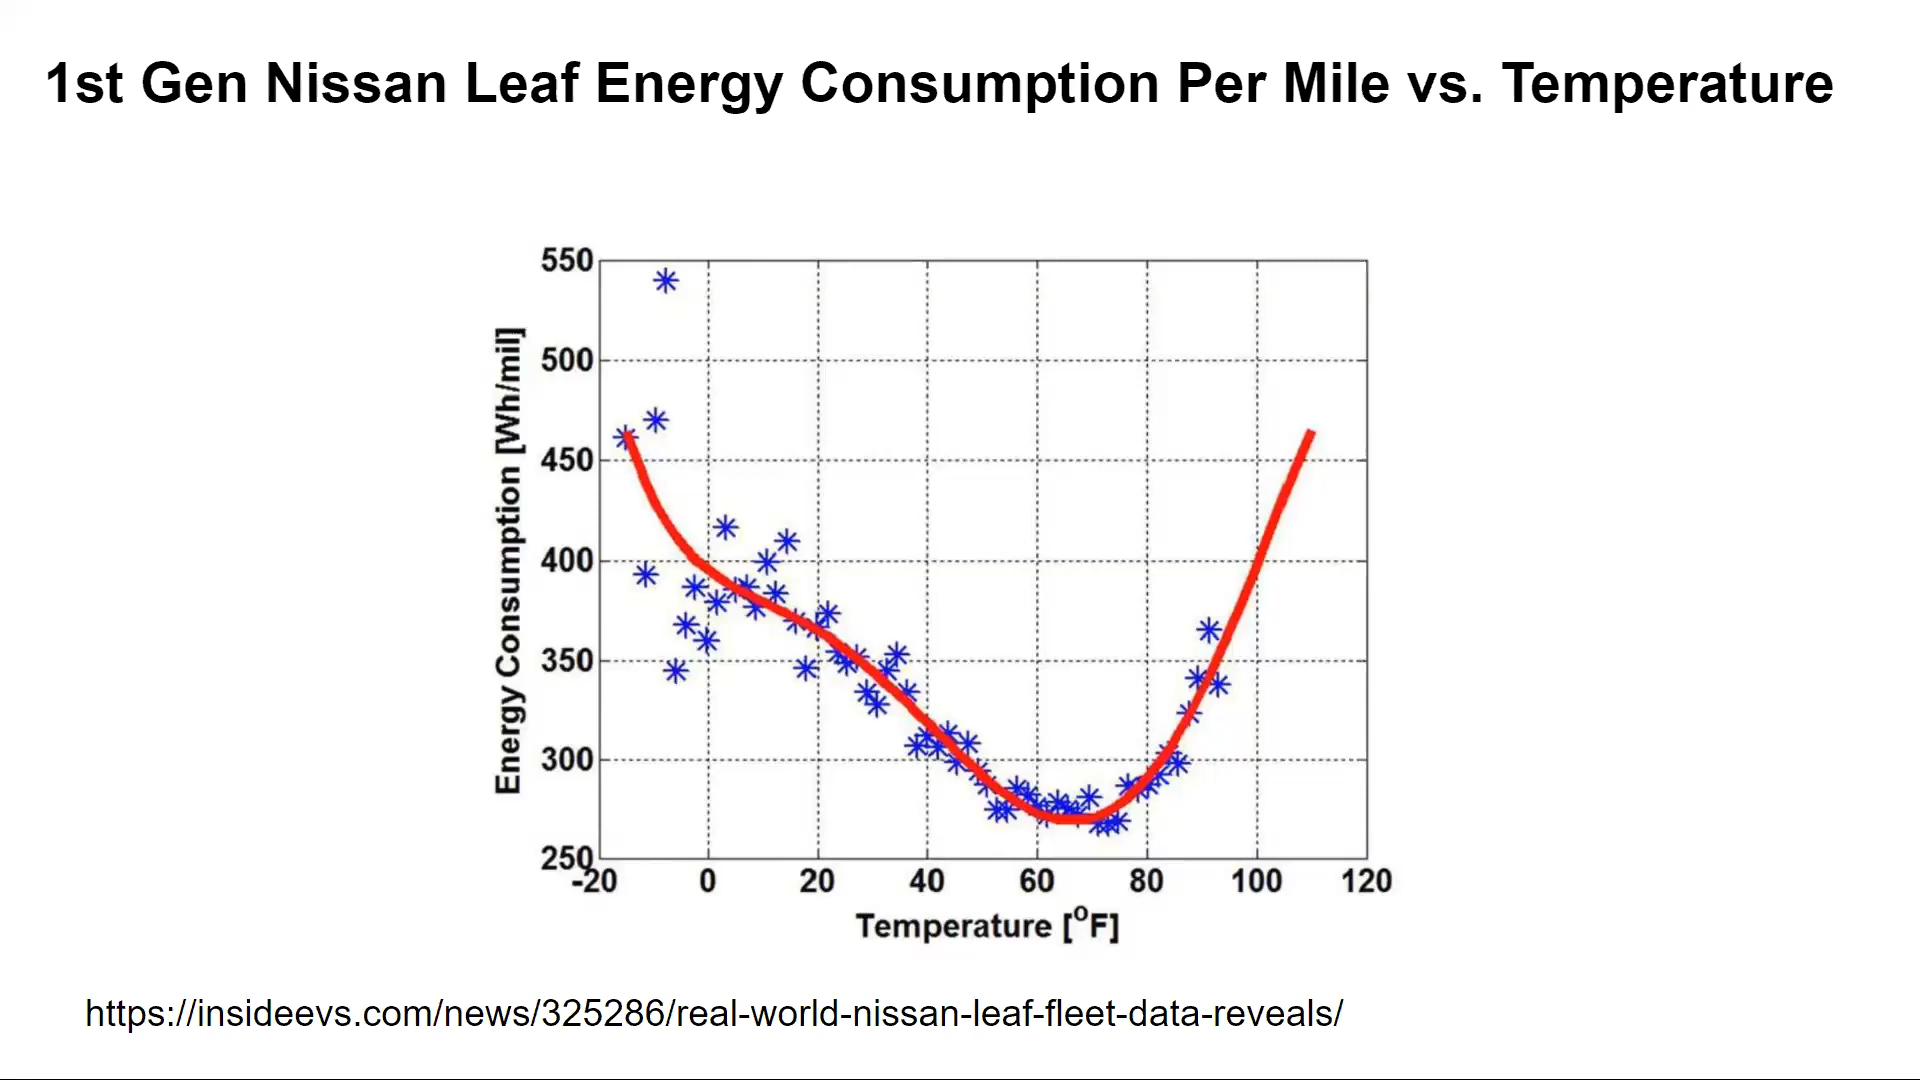 1st Gen Nissan Leaf Energy Consumption Per Mile vs. Temperature
550
500
450
400
350
300
250
Energy Consumption [Wh/mil]
-20 0 20 40 60 80 100 120
Temperature [°F]
https://insideevs.com/news/325286/real-world-nissan-leaf-fleet-data-reveals/